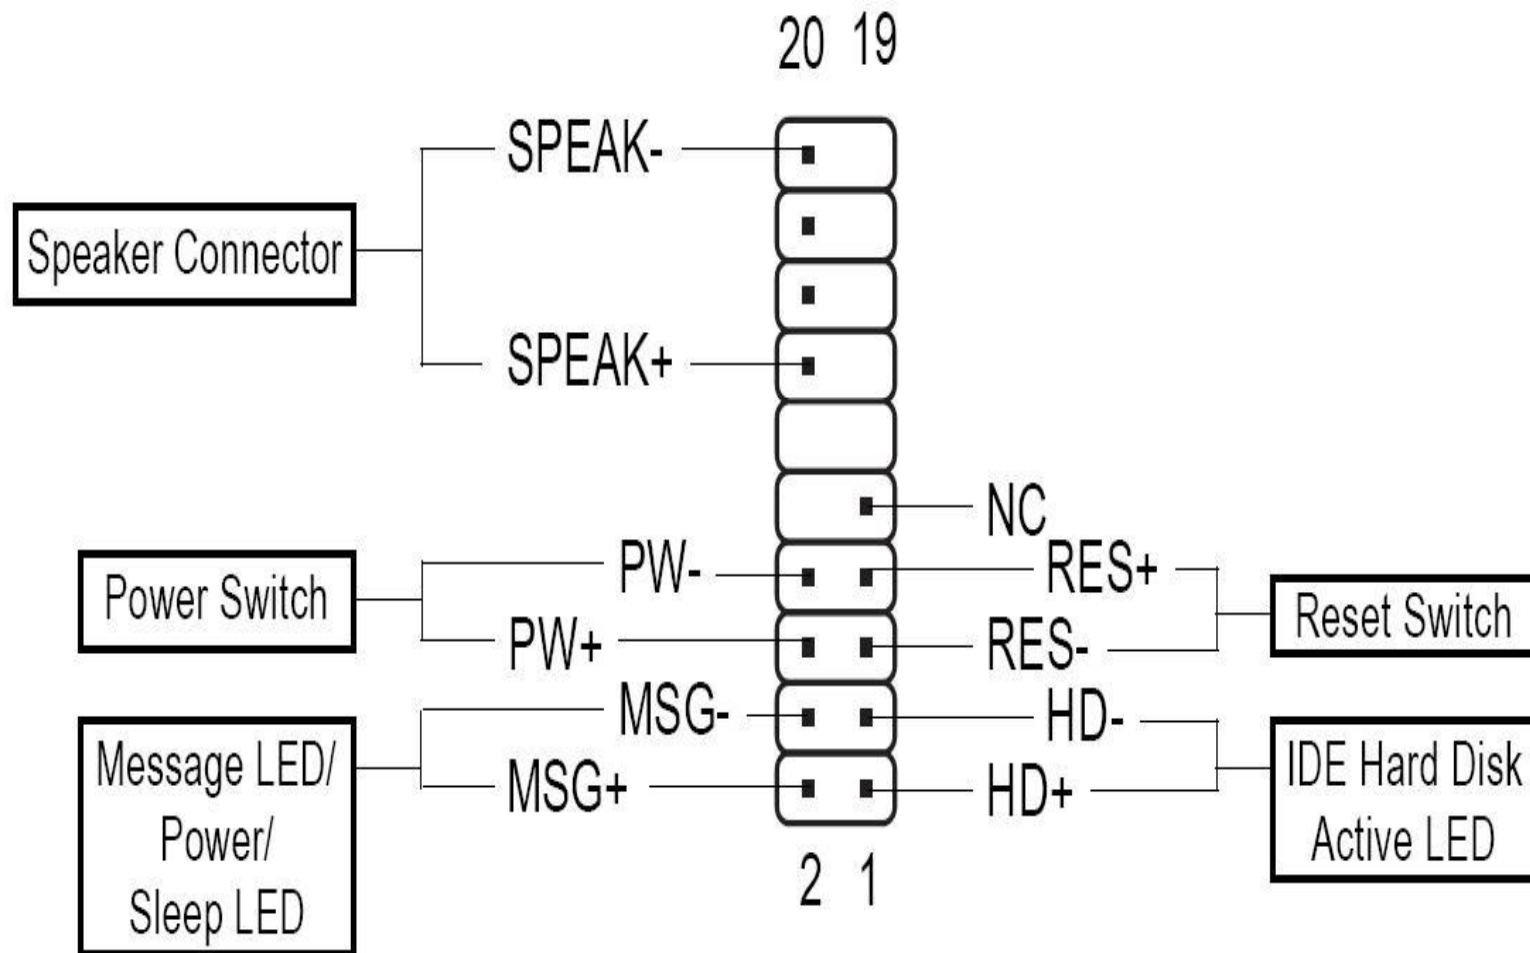 20 19
SPEAK-
Speaker Connector
SPEAK+
NC
PW-
RES+
Power Switch
Reset Switch
PW+
RES-
MSG-
HD-
Message LED/
Power/
Sleep LED
IDE Hard Disk
Active LED
MSG+
HD+
2 1